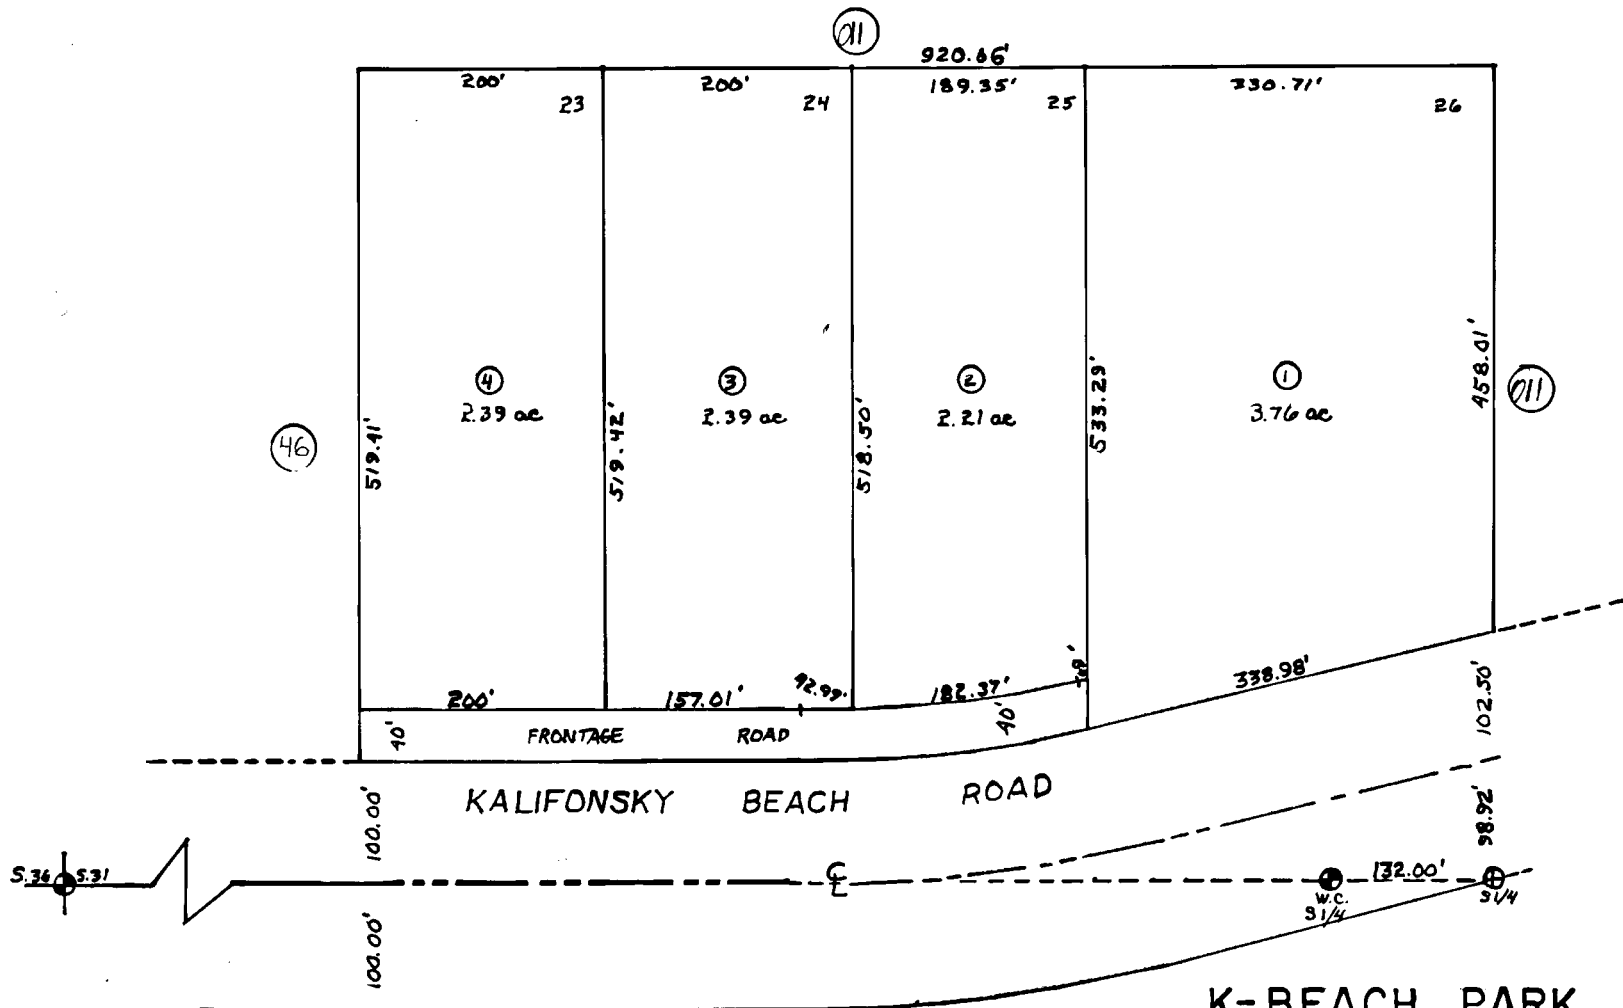 011
920.66'
200' 200' 189.35' 330.71'
23 24 25 26
519.41'
519.42'
518.50'
533.29'
458.01'
46
4
2.39 ac
3
2.39 ac
2
2.21 ac
1
3.76 ac
011
200' 157.01' 42.99' 182.37' 338.98'
40' FRONTAGE ROAD 40'
102.50'
KALIFONSKY BEACH ROAD
100.00'
98.92'
S.36 S.31
℄
132.00'
W.C.
S 1/4
S 1/4
100.00'
K-BEACH PARK